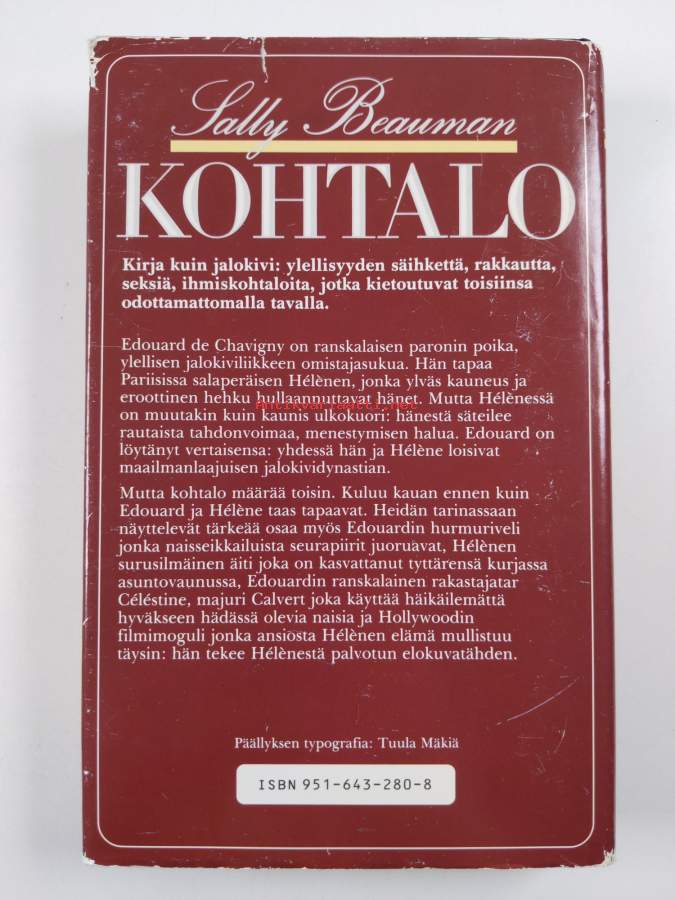 Sally Beauman
KOHTALO
Kirja kuin jalokivi: ylellisyyden säihkettä, rakkautta,
seksiä, ihmiskohtaloita, jotka kietoutuvat toisiinsa
odottamattomalla tavalla.
Edouard de Chavigny on ranskalaisen paronin poika,
ylellisen jalokiviliikkeen omistajasukua. Hän tapaa
Pariisissa salaperäisen Hélènen, jonka ylväs kauneus ja
eroottinen hehku hullaannuttavat hänet. Mutta Hélènessä
Antikvariaatti.net
on muutakin kuin kaunis ulkokuori: hänestä säteilee
rautaista tahdonvoimaa, menestymisen halua. Edouard on
löytänyt vertaisensa: yhdessä hän ja Hélène loisivat
maailmanlaajuisen jalokividynastian.
Mutta kohtalo määrää toisin. Kuluu kauan ennen kuin
Edouard ja Hélène taas tapaavat. Heidän tarinassaan
näyttelevät tärkeää osaa myös Edouardin hurmuriveli
jonka naisseikkailuista seurapiirit juoruavat, Hélènen
surusilmäinen äiti joka on kasvattanut tyttärensä kurjassa
asuntovaunussa, Edouardin ranskalainen rakastajatar
Céléstine, majuri Calvert joka käyttää häikäilemättä
hyväkseen hädässä olevia naisia ja Hollywoodin
filmimoguli jonka ansiosta Hélènen elämä mullistuu
täysin: hän tekee Hélènestä palvotun elokuvatähden.
Päällyksen typografia: Tuula Mäkiä
ISBN 951-643-280-8